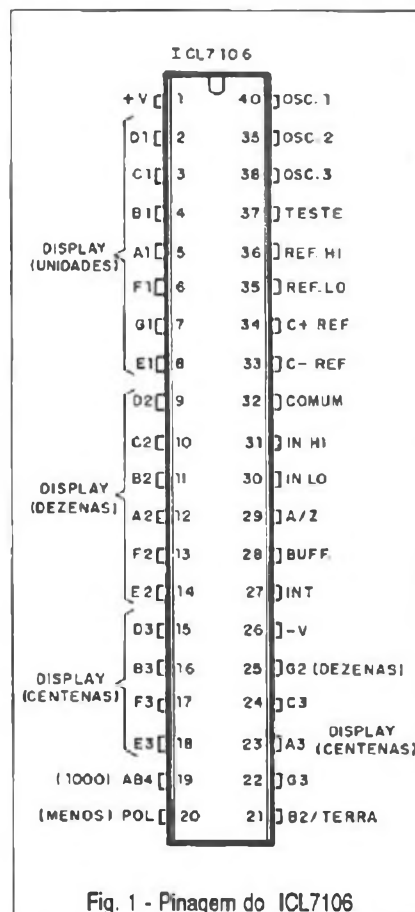 ICL7106
+V 1 40 OSC.1
D1 2 35 OSC.2
C1 3 38 OSC.3
B1 4 37 TESTE
A1 5 36 REF. HI
F1 6 35 REF. LO
G1 7 34 C+ REF
E1 8 33 C- REF
DISPLAY
(UNIDADES)
D2 9 32 COMUM
C2 10 31 IN HI
B2 11 30 IN LO
A2 12 29 A/Z
F2 13 28 BUFF.
E2 14 27 INT
DISPLAY
(DEZENAS)
D3 15 26 -V
B3 16 25 G2 (DEZENAS)
F3 17 24 C3
E3 18 23 A3
DISPLAY
(CENTENAS)
DISPLAY
(CENTENAS)
(1000) AB4 19 22 G3
(MENOS) POL 20 21 B2/TERRA
Fig. 1 - Pinagem do ICL7106